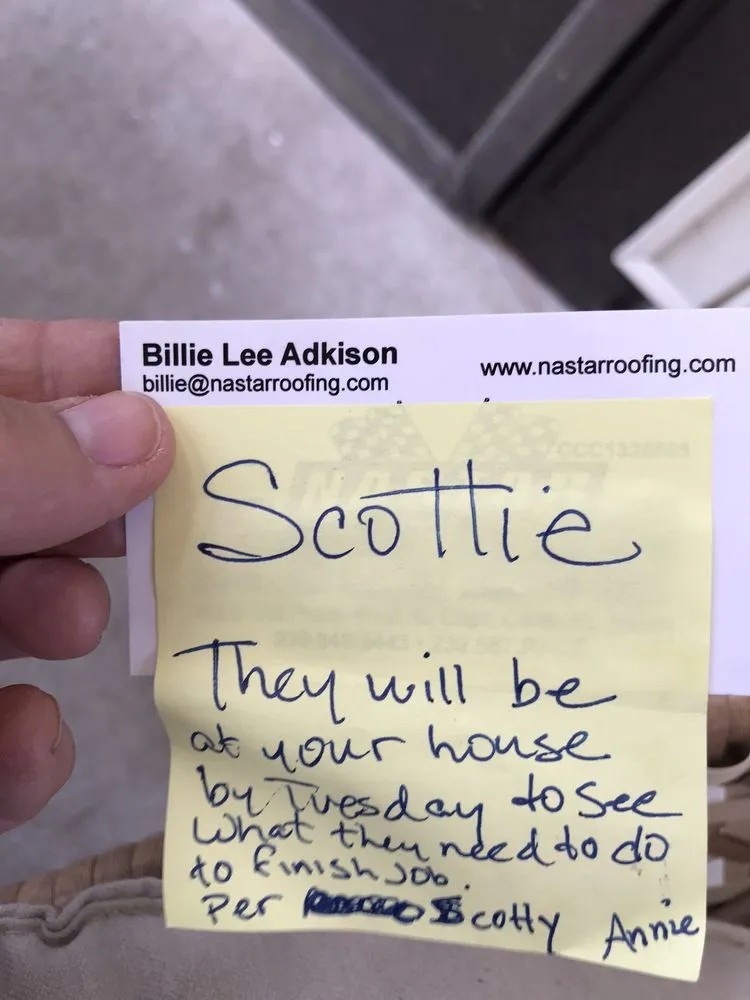 Billie Lee Adkison
www.nastarroofing.com
billie@nastarroofing.com
NASTAR
Scottie
They will be
at your house
by Tuesday to see
what they need to do
to finish job.
Per Scotty Annie